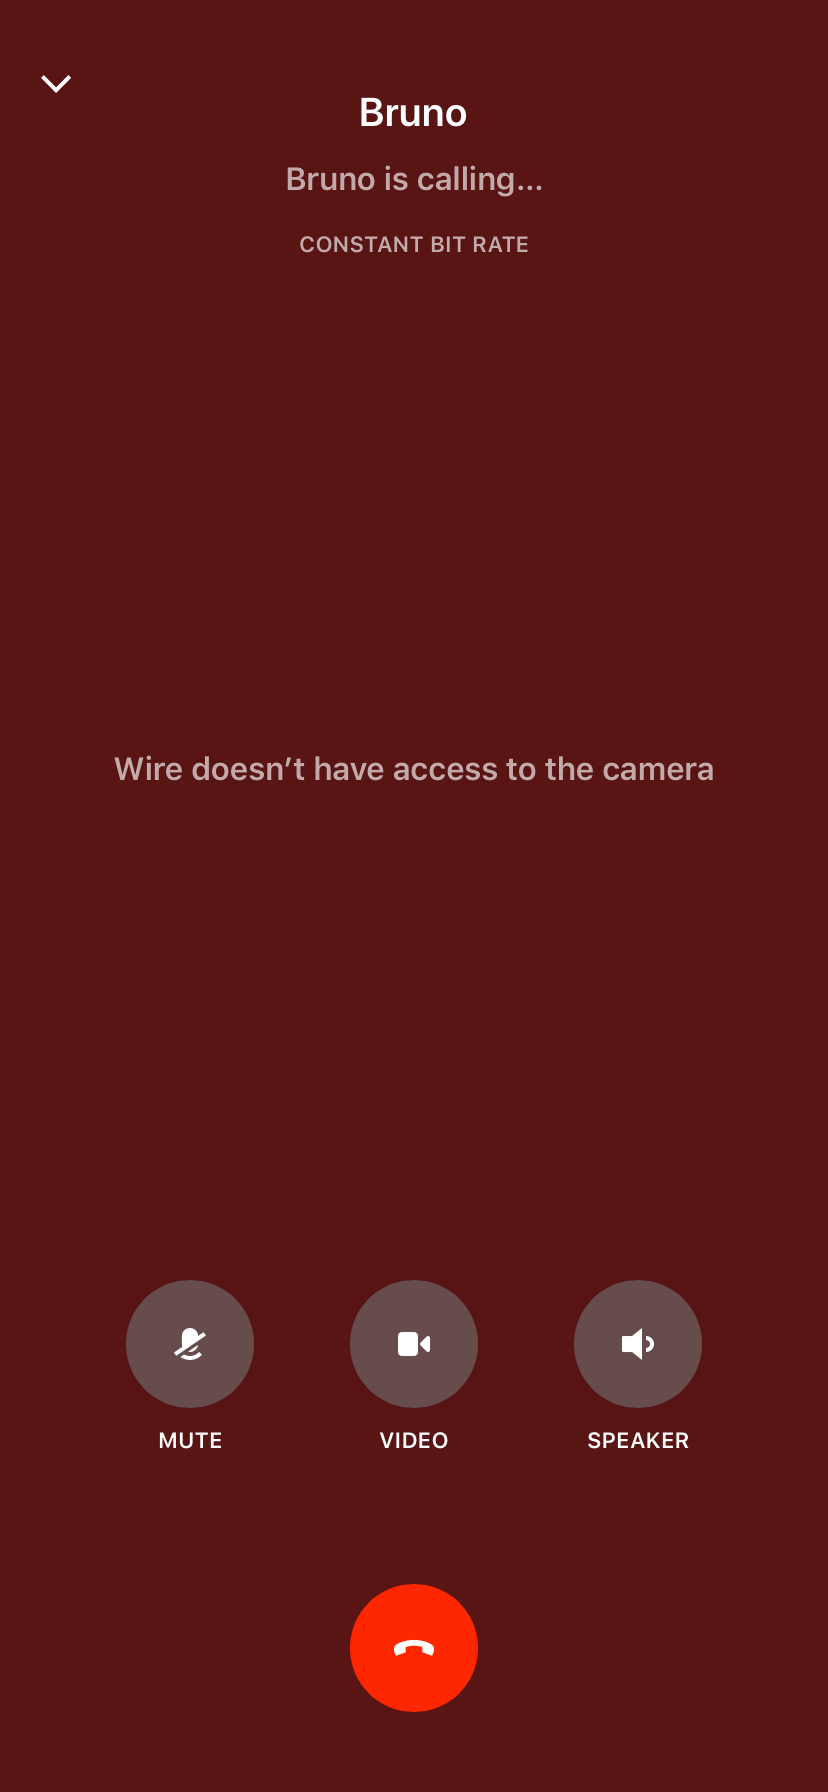 Bruno
Bruno is calling...
CONSTANT BIT RATE
Wire doesn’t have access to the camera
MUTE
VIDEO
SPEAKER